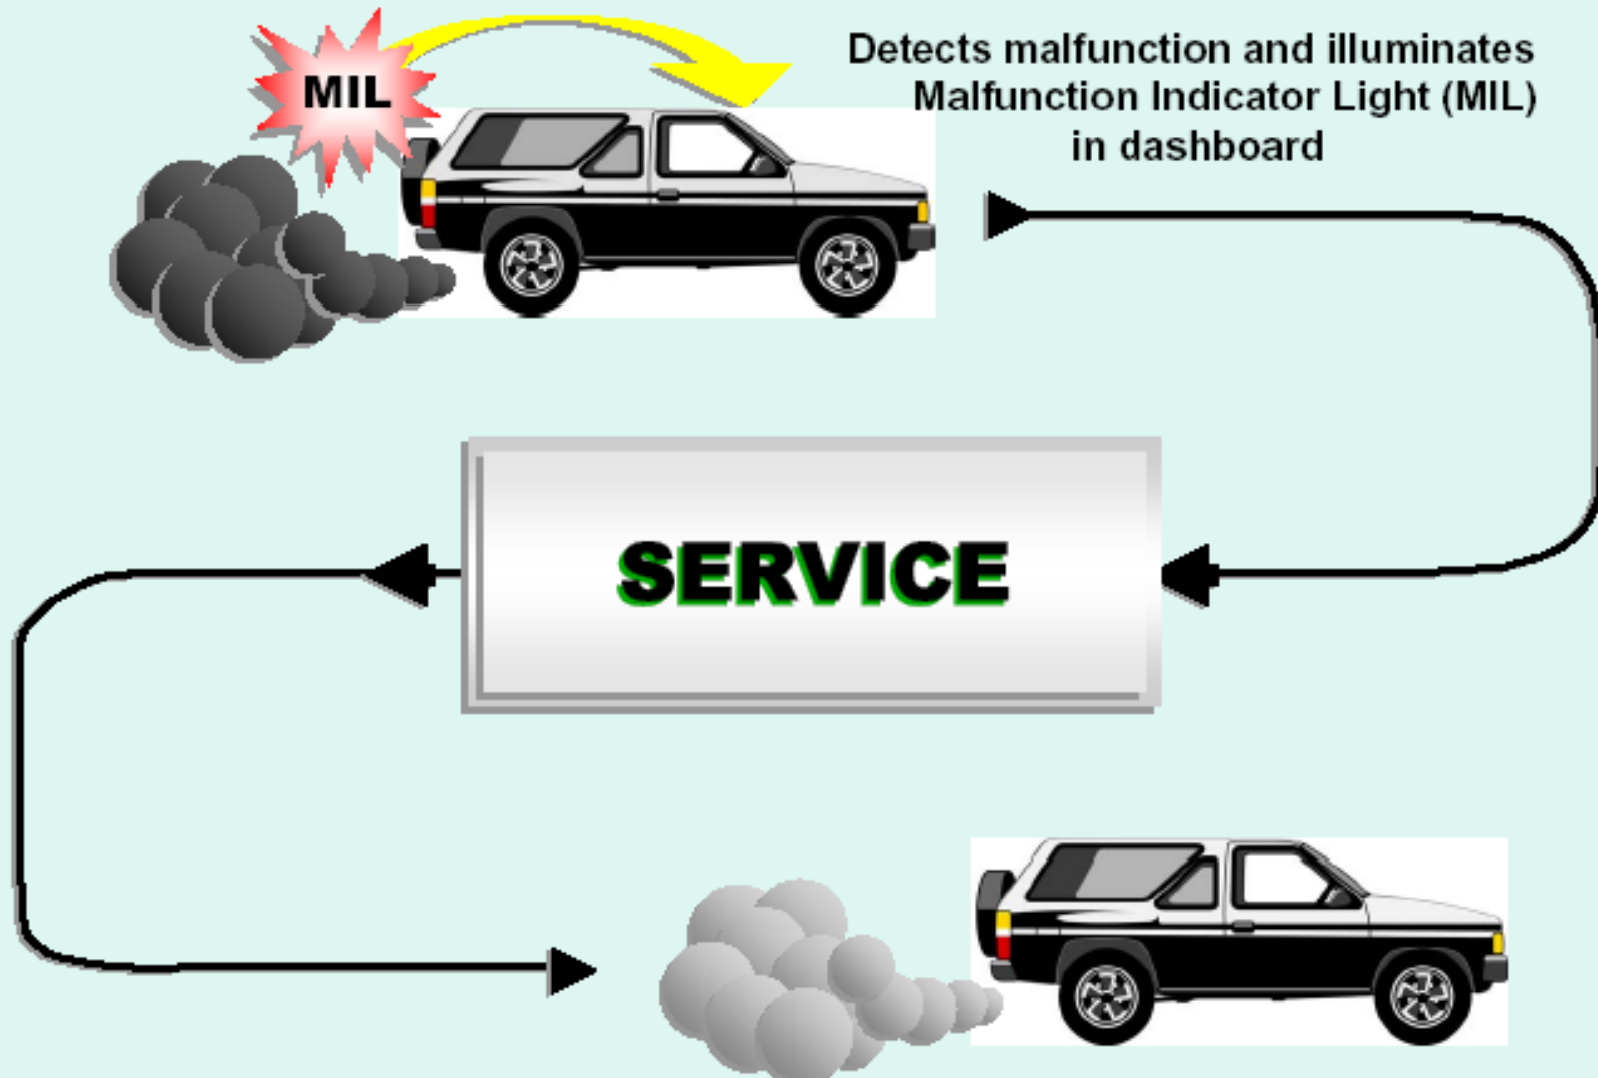 MIL
Detects malfunction and illuminates
Malfunction Indicator Light (MIL)
in dashboard
SERVICE